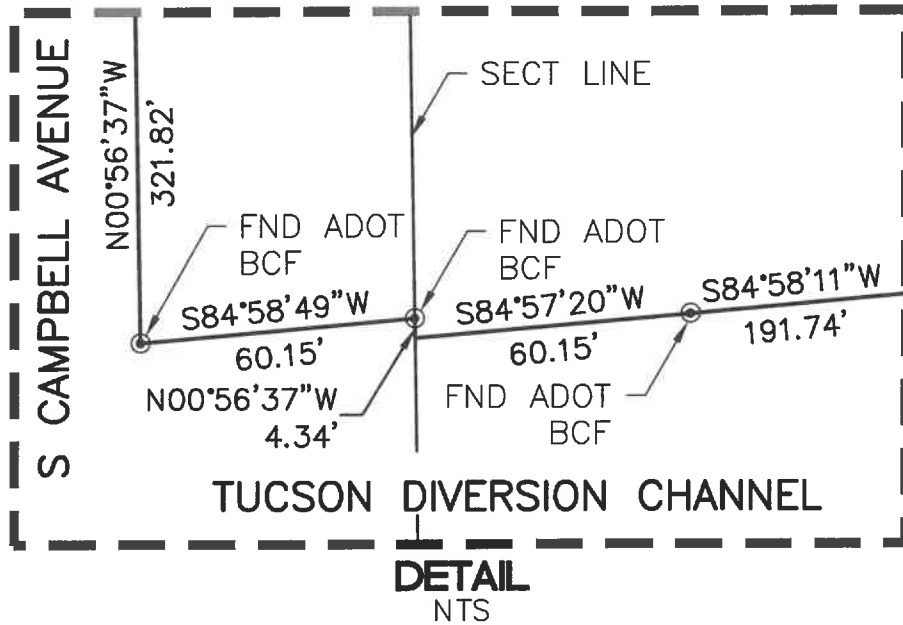 S CAMPBELL AVENUE
N00°56'37"W
321.82'
SECT LINE
FND ADOT
BCF
FND ADOT
BCF
S84°58'49"W
60.15'
S84°57'20"W
60.15'
S84°58'11"W
191.74'
N00°56'37"W
4.34'
FND ADOT
BCF
TUCSON DIVERSION CHANNEL
DETAIL
NTS